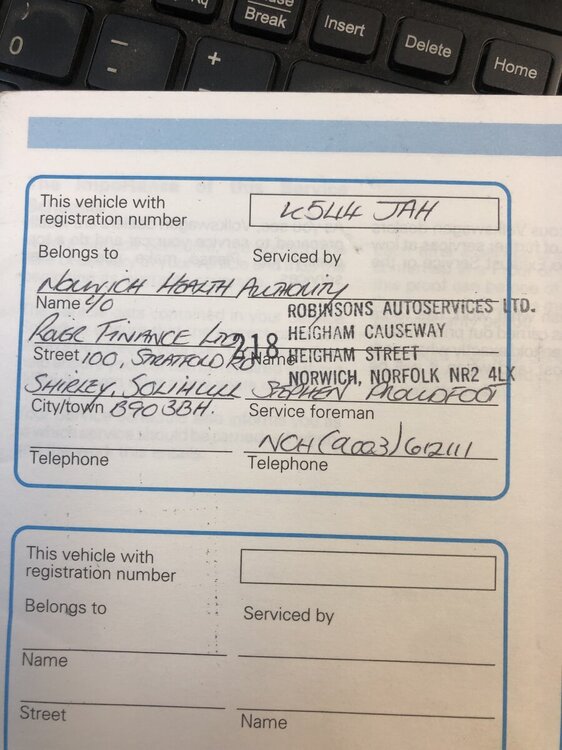 0
_
-
+
Break
Insert
Delete
Home
This vehicle with
registration number
K544 JAH
Belongs to
Serviced by
NORWICH HEALTH AUTHORITY
Name
C/O
ROBINSONS AUTOSERVICES LTD.
ROVER FINANCE LTD
218
HEIGHAM CAUSEWAY
Street
100, STRATFORD RD
Name
HEIGHAM STREET
NORWICH, NORFOLK NR2 4LX
SHIRLEY, SOLIHULL
STEPHEN PROUDFOOT
City/town
B90 3BH.
Service foreman
NCH (0603) 612111
Telephone
Telephone
This vehicle with
registration number
Belongs to
Serviced by
Name
Street
Name